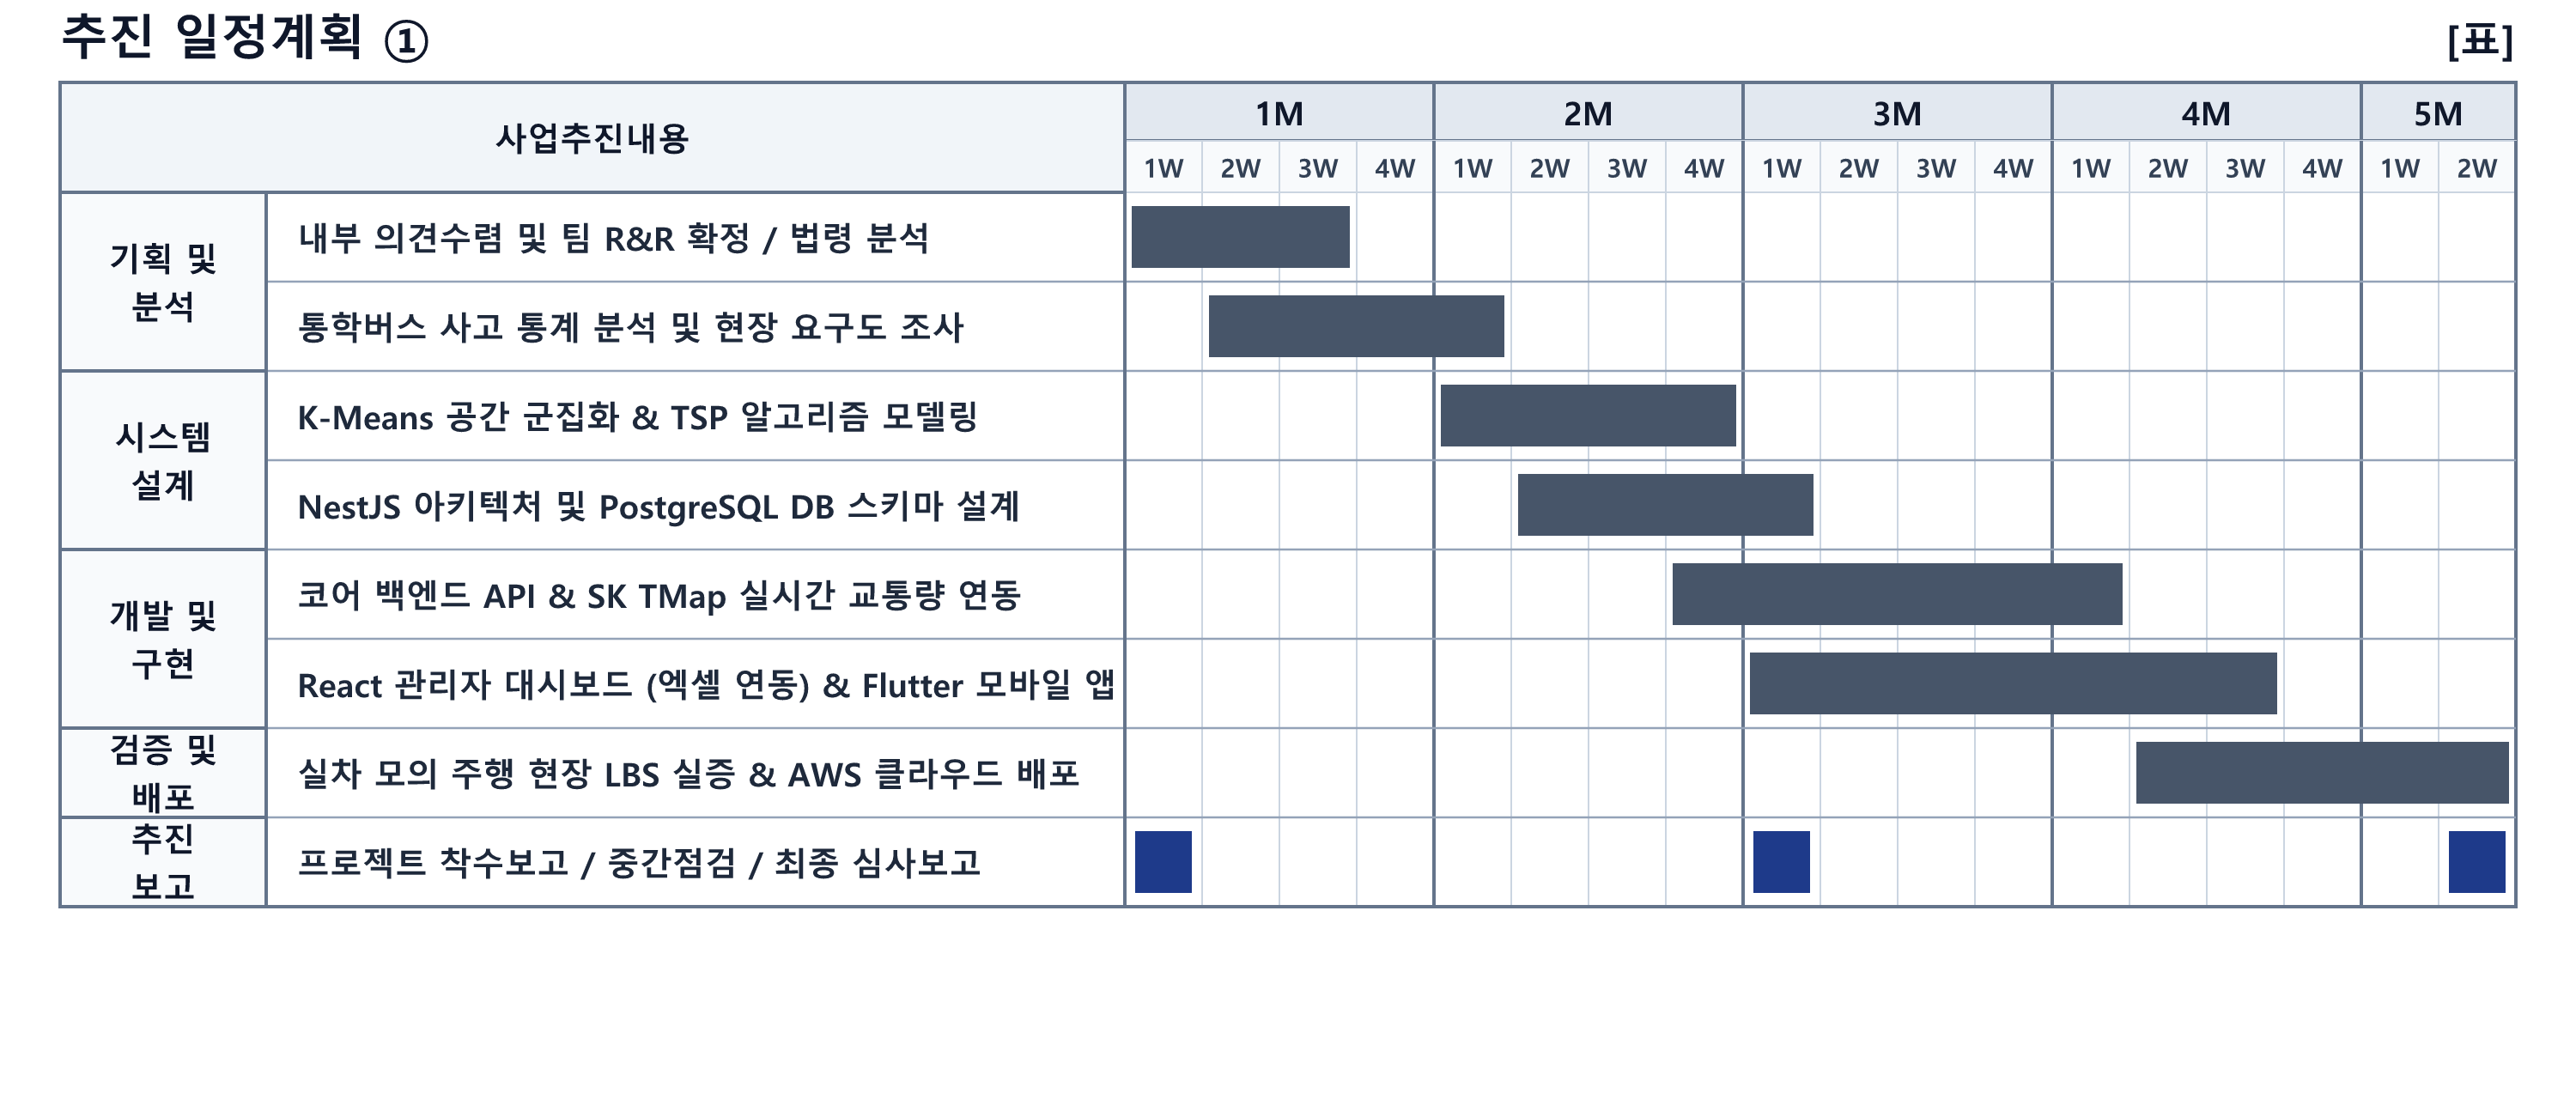 추진 일정계획 ①
[표]
사업추진내용
1M 2M 3M 4M 5M
1W 2W 3W 4W 1W 2W 3W 4W 1W 2W 3W 4W 1W 2W 3W 4W 1W 2W
기획 및
분석
내부 의견수렴 및 팀 R&R 확정 / 법령 분석
통학버스 사고 통계 분석 및 현장 요구도 조사
시스템
설계
K-Means 공간 군집화 & TSP 알고리즘 모델링
NestJS 아키텍처 및 PostgreSQL DB 스키마 설계
개발 및
구현
코어 백엔드 API & SK TMap 실시간 교통량 연동
React 관리자 대시보드 (엑셀 연동) & Flutter 모바일 앱
검증 및
배포
실차 모의 주행 현장 LBS 실증 & AWS 클라우드 배포
추진
보고
프로젝트 착수보고 / 중간점검 / 최종 심사보고